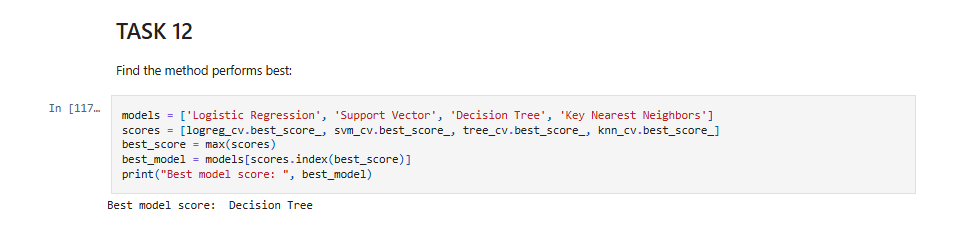 TASK 12
Find the method performs best:
In [117…
models = ['Logistic Regression', 'Support Vector', 'Decision Tree', 'Key Nearest Neighbors']
scores = [logreg_cv.best_score_, svm_cv.best_score_, tree_cv.best_score_, knn_cv.best_score_]
best_score = max(scores)
best_model = models[scores.index(best_score)]
print("Best model score: ", best_model)
Best model score:  Decision Tree